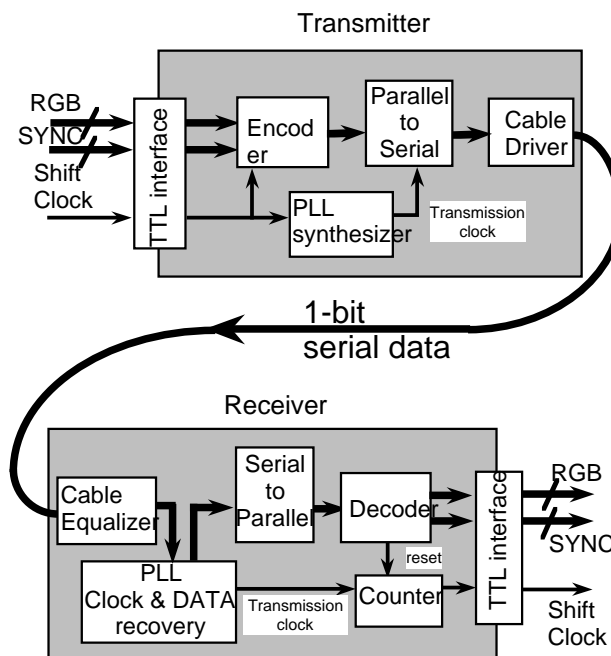 Transmitter
RGB
SYNC
Shift
Clock
TTL interface
Encod
er
Parallel
to
Serial
Cable
Driver
PLL
synthesizer
Transmission
clock
1-bit
serial data
Receiver
Cable
Equalizer
Serial
to
Parallel
Decoder
TTL interface
RGB
SYNC
reset
PLL
Clock & DATA
recovery
Transmission
clock
Counter
Shift
Clock